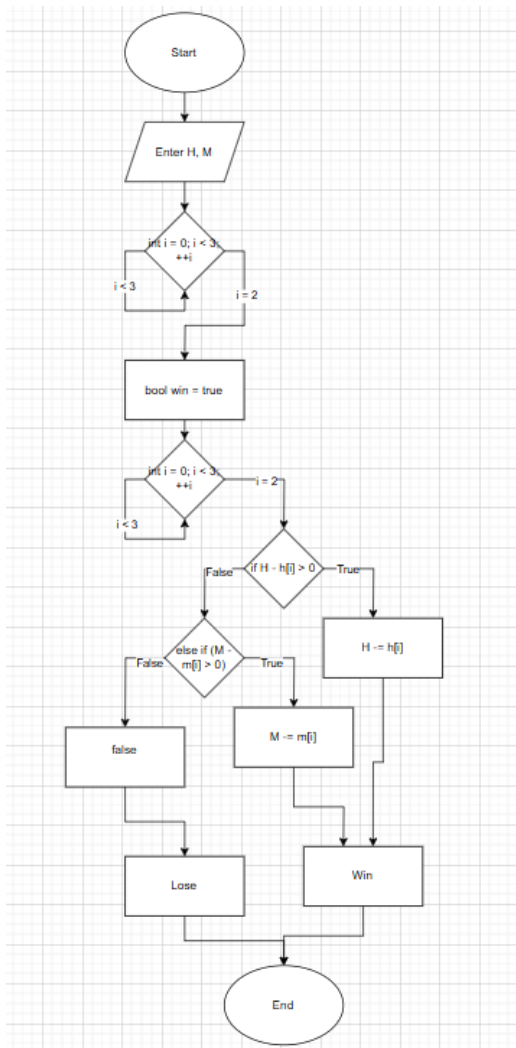 Start
Enter H, M
int i = 0; i < 3;
++i
i < 3
i = 2
bool win = true
int i = 0; i < 3;
++i
i = 2
i < 3
if H - h[i] > 0
False
True
H -= h[i]
else if (M -
m[i] > 0)
False
True
M -= m[i]
false
Lose
Win
End